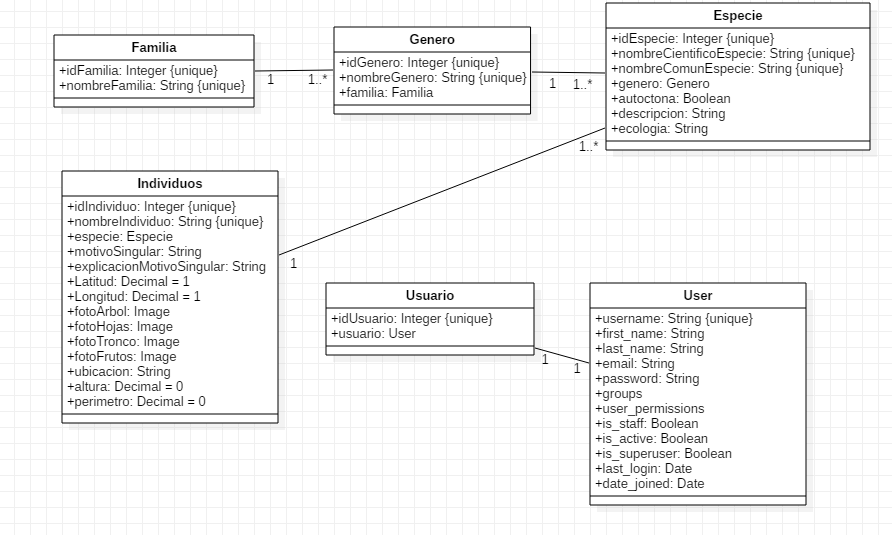 Familia
+idFamilia: Integer {unique}
+nombreFamilia: String {unique}
1
1..*
Genero
+idGenero: Integer {unique}
+nombreGenero: String {unique}
+familia: Familia
1
1..*
Especie
+idEspecie: Integer {unique}
+nombreCientificoEspecie: String {unique}
+nombreComunEspecie: String {unique}
+genero: Genero
+autoctona: Boolean
+descripcion: String
+ecologia: String
1..*
Individuos
+idIndividuo: Integer {unique}
+nombreIndividuo: String {unique}
+especie: Especie
+motivoSingular: String
+explicacionMotivoSingular: String
+Latitud: Decimal = 1
+Longitud: Decimal = 1
+fotoArbol: Image
+fotoHojas: Image
+fotoTronco: Image
+fotoFrutos: Image
+ubicacion: String
+altura: Decimal = 0
+perimetro: Decimal = 0
1
Usuario
+idUsuario: Integer {unique}
+usuario: User
1
1
User
+username: String {unique}
+first_name: String
+last_name: String
+email: String
+password: String
+groups
+user_permissions
+is_staff: Boolean
+is_active: Boolean
+is_superuser: Boolean
+last_login: Date
+date_joined: Date